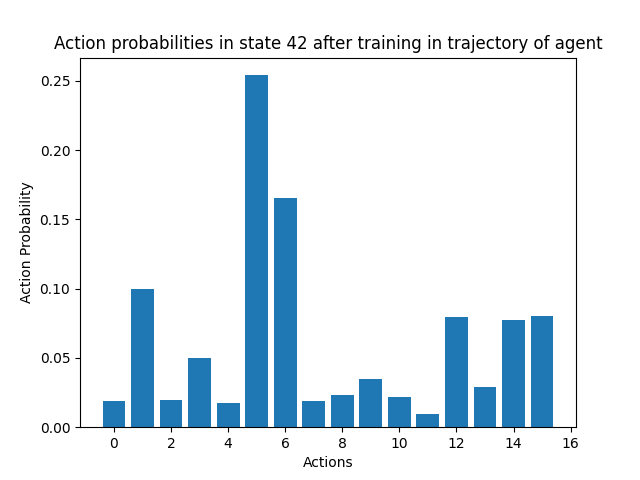 Action probabilities in state 42 after training in trajectory of agent
0.25
0.20
0.15
0.10
0.05
0.00
Action Probability
0 2 4 6 8 10 12 14 16
Actions